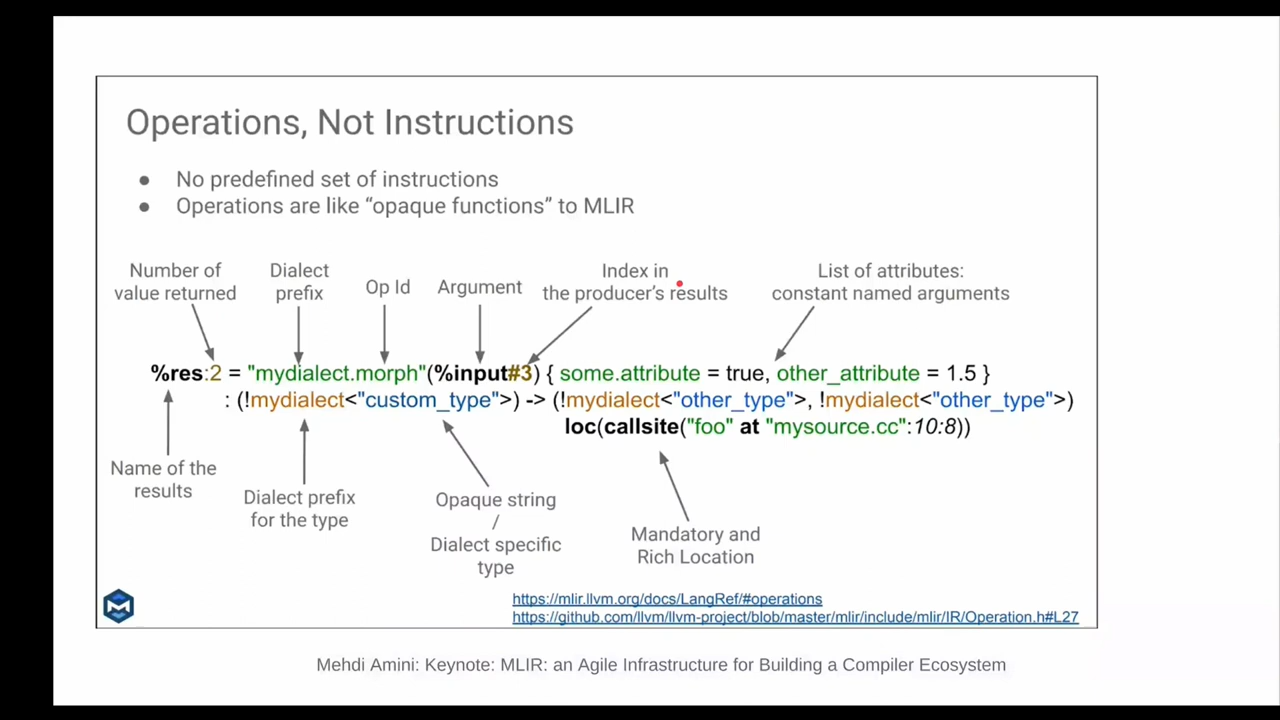 Operations, Not Instructions
● No predefined set of instructions
● Operations are like “opaque functions” to MLIR
Number of
value returned
Dialect
prefix
Op Id
Argument
Index in
the producer’s results
List of attributes:
constant named arguments
%res:2 = "mydialect.morph"(%input#3) { some.attribute = true, other_attribute = 1.5 }
: (!mydialect<"custom_type">) -> (!mydialect<"other_type">, !mydialect<"other_type">)
loc(callsite("foo" at "mysource.cc":10:8))
Name of the
results
Dialect prefix
for the type
Opaque string
/
Dialect specific
type
Mandatory and
Rich Location
https://mlir.llvm.org/docs/LangRef/#operations
https://github.com/llvm/llvm-project/blob/master/mlir/include/mlir/IR/Operation.h#L27
Mehdi Amini: Keynote: MLIR: an Agile Infrastructure for Building a Compiler Ecosystem